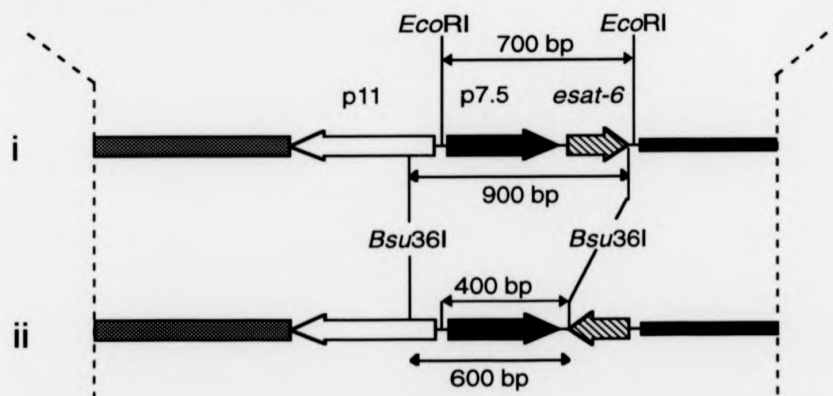 EcoRI EcoRI
700 bp
p11 p7.5 esat-6
i
900 bp
Bsu36I Bsu36I
400 bp
ii
600 bp